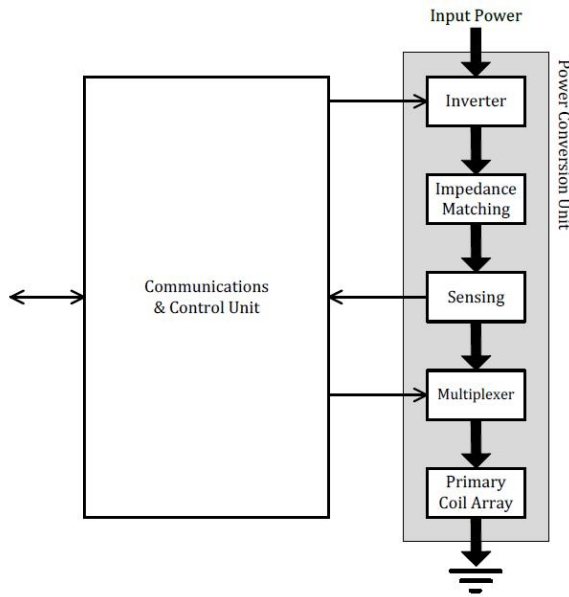 Input Power
Inverter
Power Conversion Unit
Impedance
Matching
Communications
& Control Unit
Sensing
Multiplexer
Primary
Coil Array